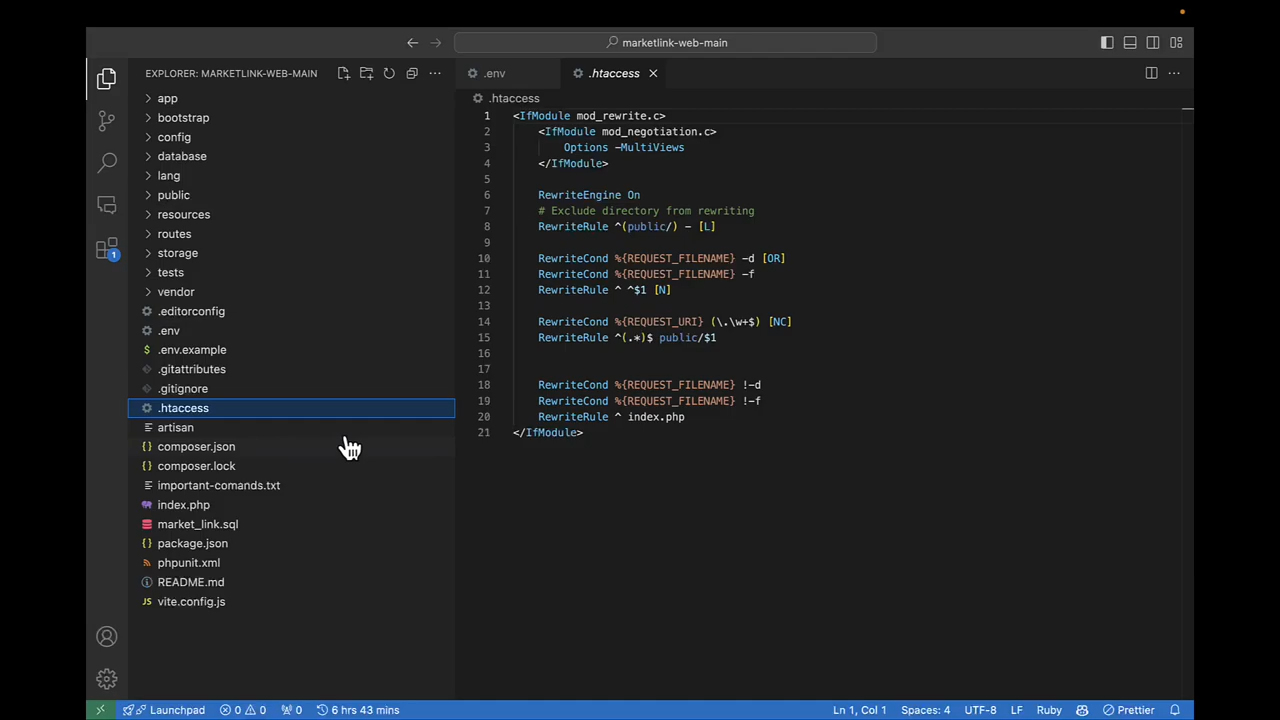 marketlink-web-main
EXPLORER: MARKETLINK-WEB-MAIN
app
bootstrap
config
database
lang
public
resources
routes
storage
tests
vendor
.editorconfig
.env
.env.example
.gitattributes
.gitignore
.htaccess
artisan
composer.json
composer.lock
important-comands.txt
index.php
market_link.sql
package.json
phpunit.xml
README.md
vite.config.js
1
.env
.htaccess
.htaccess
1 <IfModule mod_rewrite.c>
2 <IfModule mod_negotiation.c>
3 Options -MultiViews
4 </IfModule>
5
6 RewriteEngine On
7 # Exclude directory from rewriting
8 RewriteRule ^(public/) - [L]
9
10 RewriteCond %{REQUEST_FILENAME} -d [OR]
11 RewriteCond %{REQUEST_FILENAME} -f
12 RewriteRule ^ ^$1 [N]
13
14 RewriteCond %{REQUEST_URI} (\.\w+$) [NC]
15 RewriteRule ^(.*)$ public/$1
16
17
18 RewriteCond %{REQUEST_FILENAME} !-d
19 RewriteCond %{REQUEST_FILENAME} !-f
20 RewriteRule ^ index.php
21 </IfModule>
Launchpad 0 0 0 6 hrs 43 mins Ln 1, Col 1 Spaces: 4 UTF-8 LF Ruby Prettier